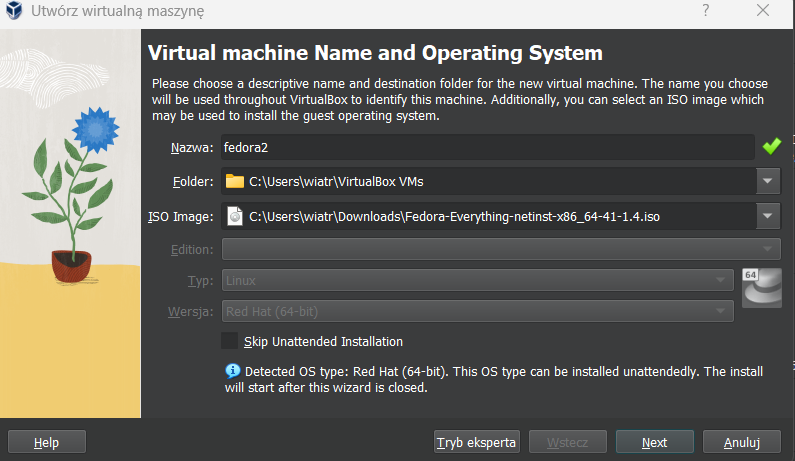 Utwórz wirtualną maszynę
?
Virtual machine Name and Operating System
Please choose a descriptive name and destination folder for the new virtual machine. The name you choose
will be used throughout VirtualBox to identify this machine. Additionally, you can select an ISO image which
may be used to install the guest operating system.
Nazwa: fedora2
Folder: C:\Users\wiatr\VirtualBox VMs
ISO Image: C:\Users\wiatr\Downloads\Fedora-Everything-netinst-x86_64-41-1.4.iso
Edition:
Typ: Linux
64
Wersja: Red Hat (64-bit)
Skip Unattended Installation
Detected OS type: Red Hat (64-bit). This OS type can be installed unattendedly. The install
will start after this wizard is closed.
Help Tryb eksperta Wstecz Next Anuluj